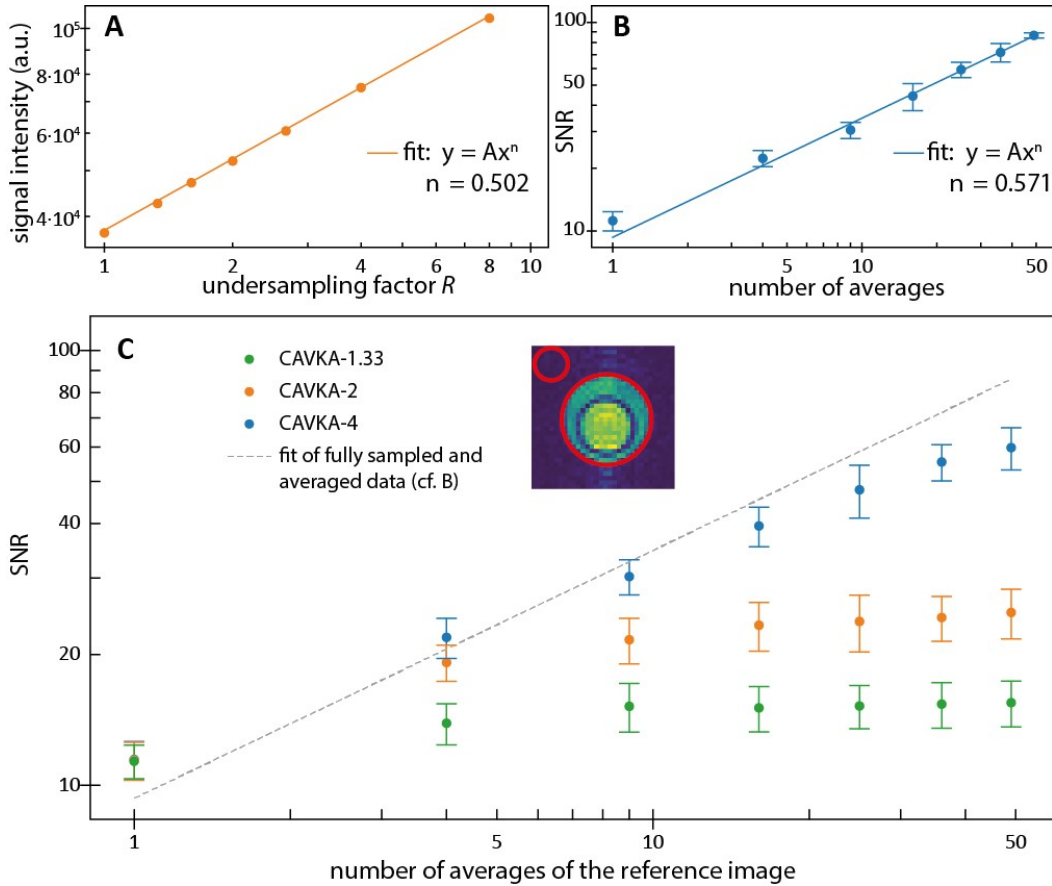 A
signal intensity (a.u.)
10⁵
8·10⁴
6·10⁴
4·10⁴
fit: y = Axⁿ
n = 0.502
1 2 4 6 8 10
undersampling factor R
B
SNR
100
50
20
10
fit: y = Axⁿ
n = 0.571
1 5 10 50
number of averages
C
SNR
100
80
60
40
20
10
CAVKA-1.33
CAVKA-2
CAVKA-4
fit of fully sampled and
averaged data (cf. B)
1 5 10 50
number of averages of the reference image